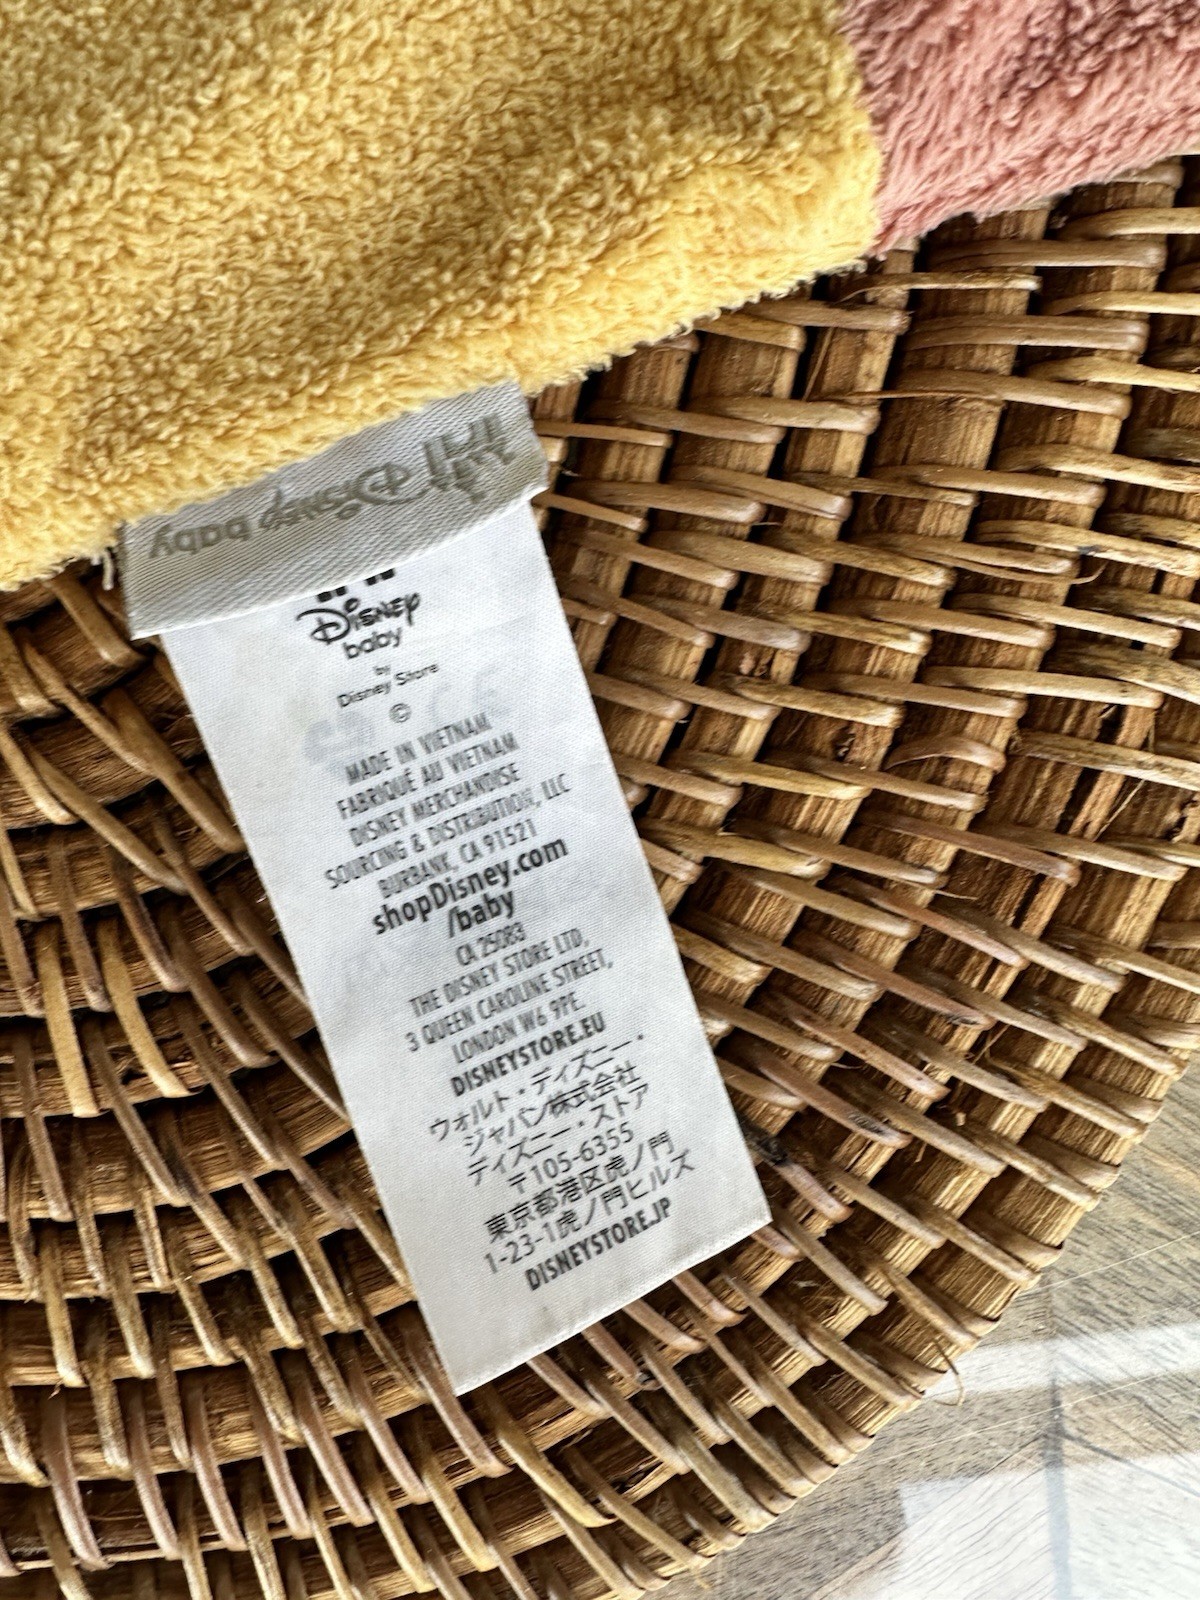 Disney baby
Disney
baby
by
Disney Store
©
MADE IN VIETNAM
FABRIQUÉ AU VIETNAM
DISNEY MERCHANDISE
SOURCING & DISTRIBUTION, LLC
BURBANK, CA 91521
shopDisney.com
/baby
CA 25083
THE DISNEY STORE LTD,
3 QUEEN CAROLINE STREET,
LONDON W6 9PE.
DISNEYSTORE.EU
ウォルト・ディズニー・
ジャパン株式会社
ディズニー・ストア
〒105-6355
東京都港区虎ノ門
1-23-1虎ノ門ヒルズ
DISNEYSTORE.JP